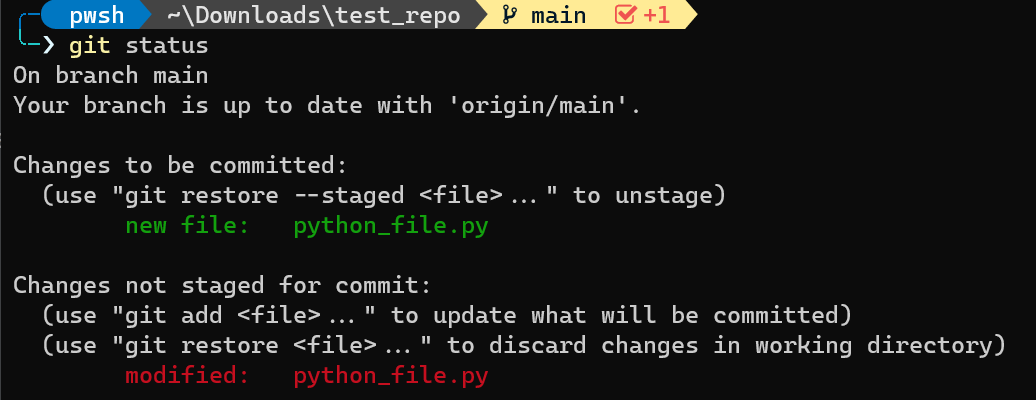 pwsh ~\Downloads\test_repo main +1
❯ git status
On branch main
Your branch is up to date with 'origin/main'.
Changes to be committed:
(use "git restore --staged <file>..." to unstage)
new file: python_file.py
Changes not staged for commit:
(use "git add <file>..." to update what will be committed)
(use "git restore <file>..." to discard changes in working directory)
modified: python_file.py